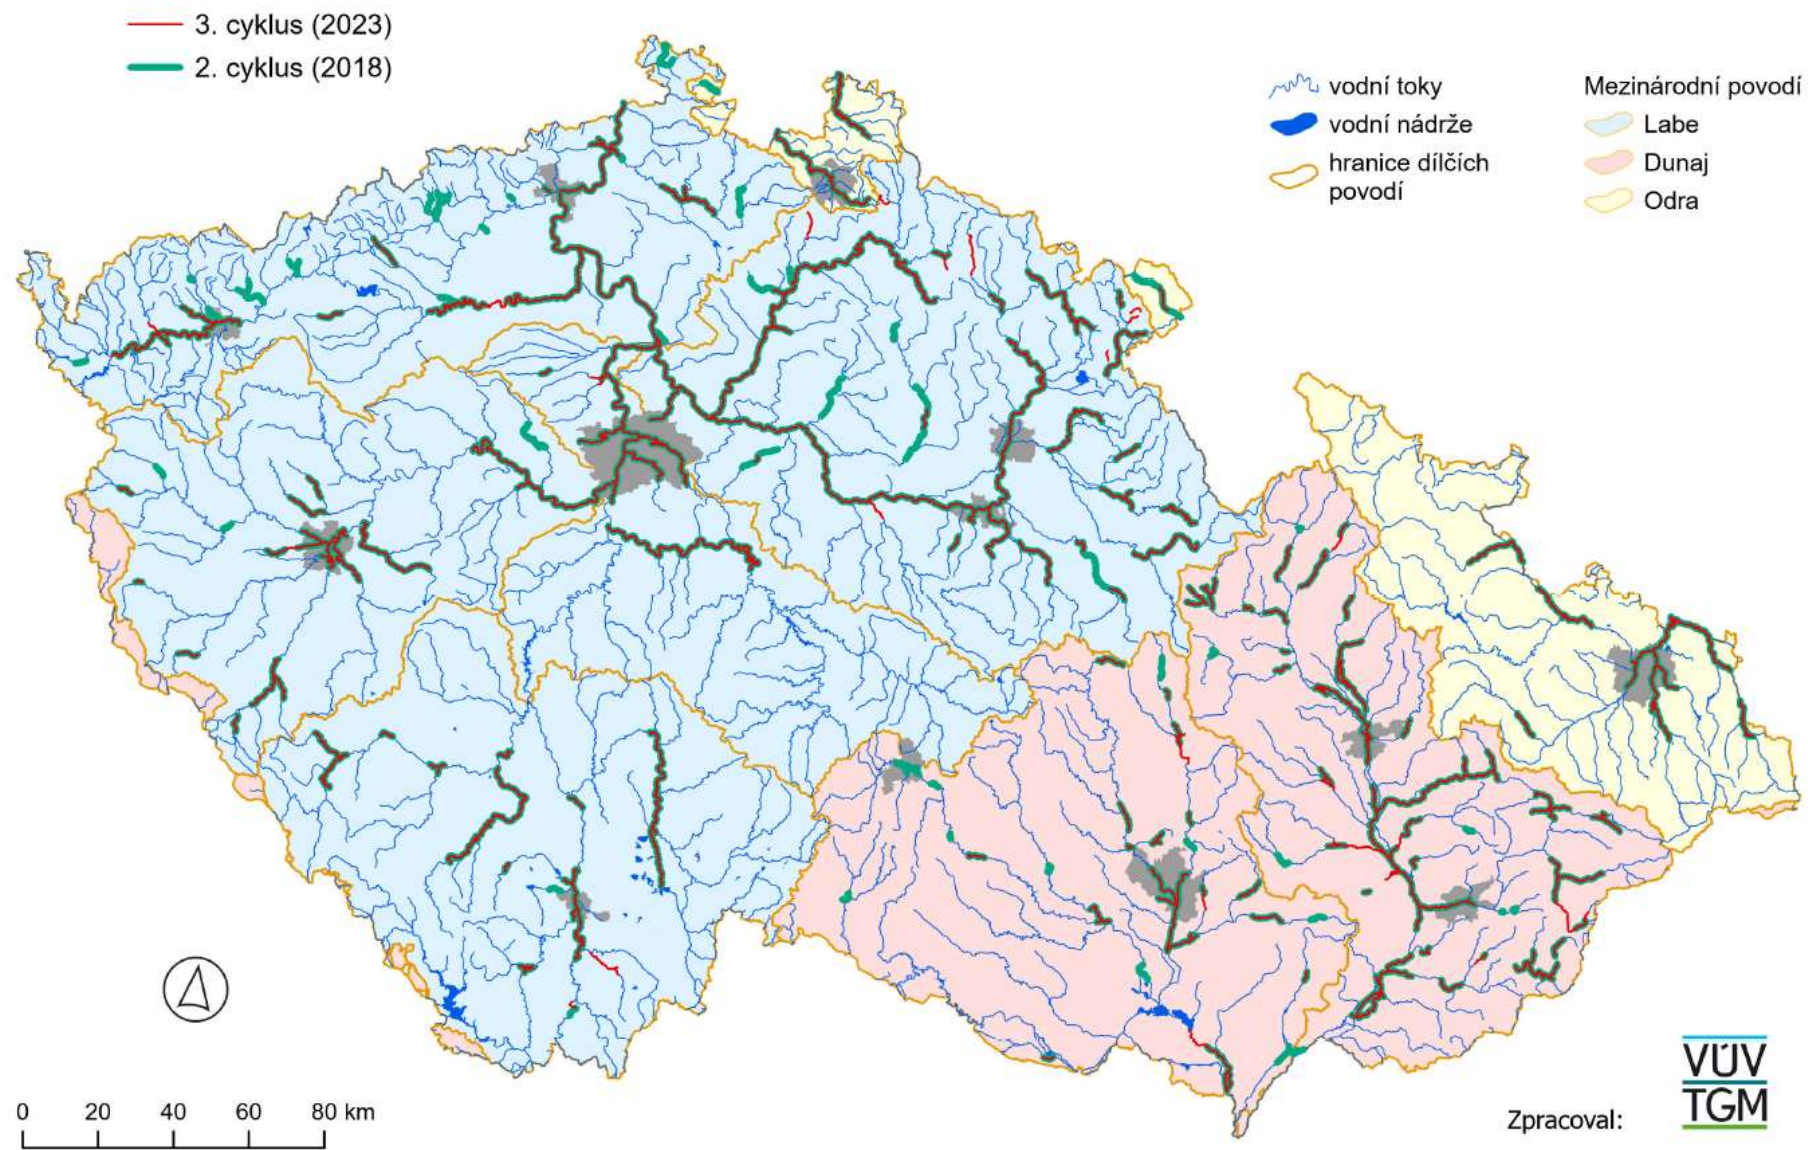 3. cyklus (2023)
2. cyklus (2018)
vodní toky
vodní nádrže
hranice dílčích
povodí
Mezinárodní povodí
Labe
Dunaj
Odra
0 20 40 60 80 km
Zpracoval:
VÚV
TGM